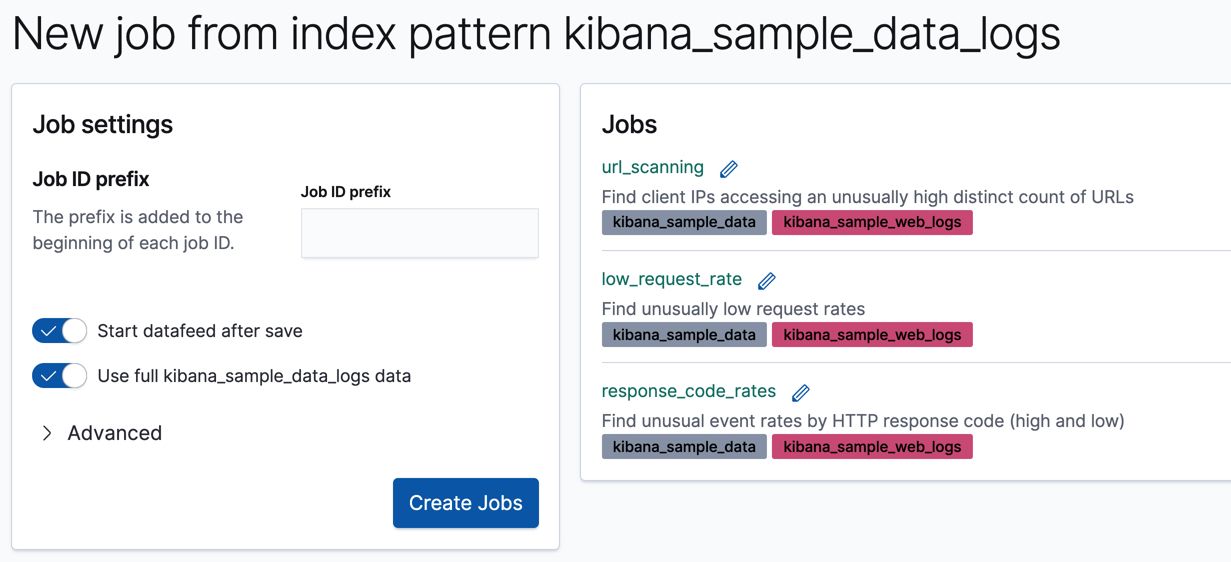 New job from index pattern kibana_sample_data_logs
Job settings
Job ID prefix
The prefix is added to the
beginning of each job ID.
Job ID prefix
Start datafeed after save
Use full kibana_sample_data_logs data
Advanced
Create Jobs
Jobs
url_scanning
Find client IPs accessing an unusually high distinct count of URLs
kibana_sample_data kibana_sample_web_logs
low_request_rate
Find unusually low request rates
kibana_sample_data kibana_sample_web_logs
response_code_rates
Find unusual event rates by HTTP response code (high and low)
kibana_sample_data kibana_sample_web_logs